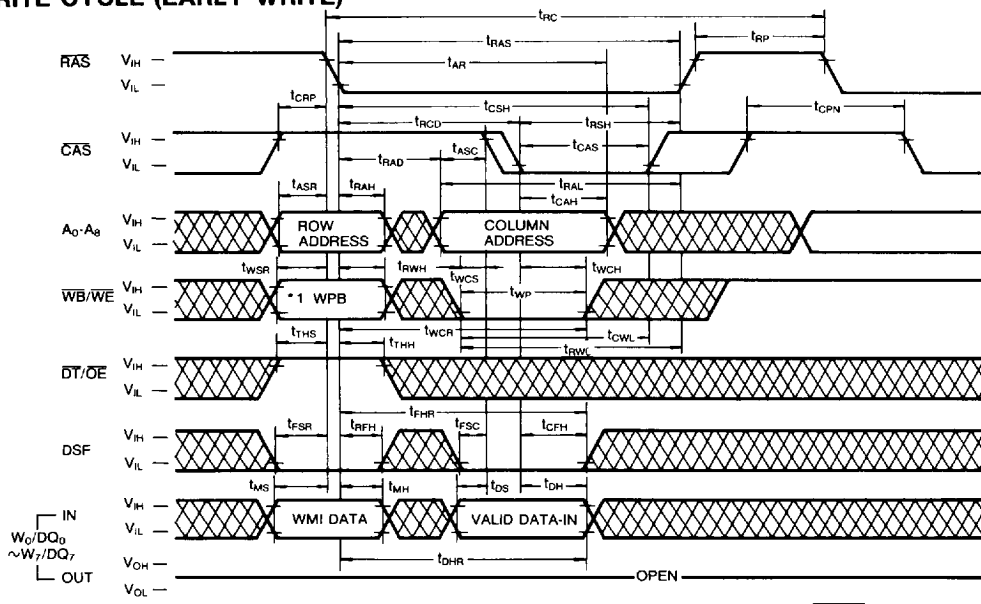 RITE CYCLE (EARLY WRITE)
tRC
tRAS
tRP
RAS
VIH
VIL
tAR
tCRP
tCSH
tCPN
tRCD
tRSH
CAS
VIH
VIL
tASC
tCAS
tRAD
tRAL
tASR
tRAH
tCAH
A0-A8
VIH
VIL
ROW ADDRESS
COLUMN ADDRESS
tWSR
tRWH
tWCS
tWCH
tWP
WB/WE
VIH
VIL
*1 WPB
tWCR
tCWL
tTHS
tTHH
tRWL
DT/OE
VIH
VIL
tFHR
tFSR
tRFH
tFSC
tCFH
DSF
VIH
VIL
tMS
tMH
tDS
tDH
IN
VIH
VIL
WMI DATA
VALID DATA-IN
W0/DQ0
~W7/DQ7
tDHR
OUT
VOH
VOL
OPEN